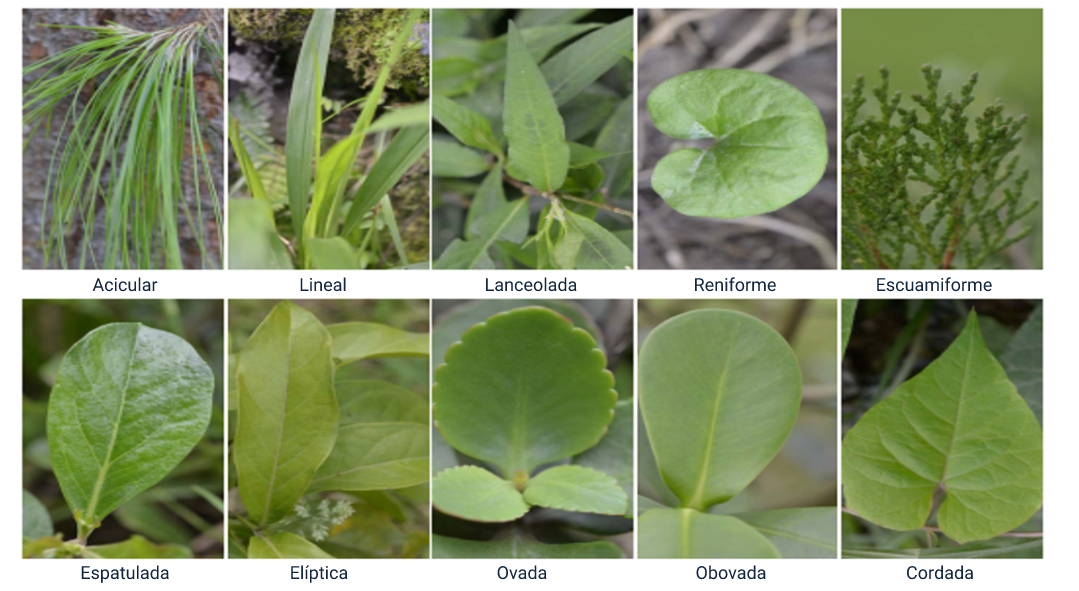 Acicular
Lineal
Lanceolada
Reniforme
Escuamiforme
Espatulada
Elíptica
Ovada
Obovada
Cordada